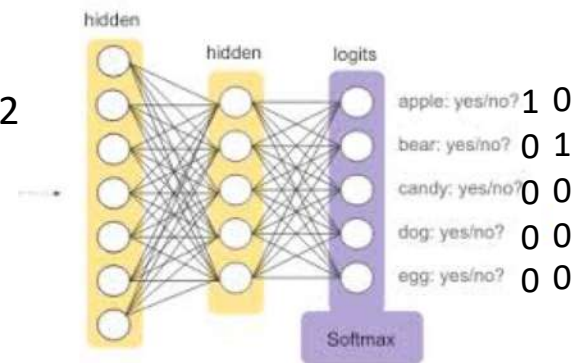 hidden
hidden
logits
2
apple: yes/no? 1 0
bear: yes/no? 0 1
candy: yes/no? 0 0
dog: yes/no? 0 0
egg: yes/no? 0 0
Softmax